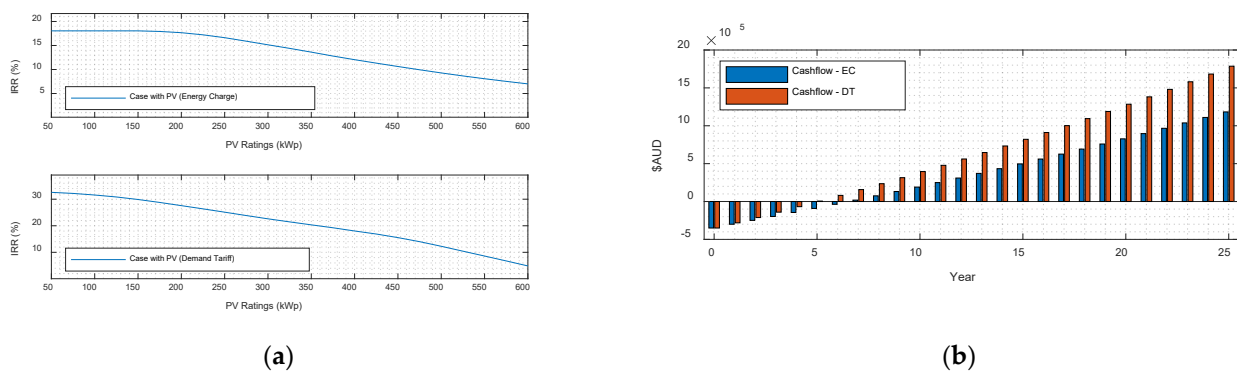 20
15
10
5
IRR (%)
Case with PV (Energy Charge)
50 100 150 200 250 300 350 400 450 500 550 600
PV Ratings (kWp)
30
20
10
IRR (%)
Case with PV (Demand Tariff)
50 100 150 200 250 300 350 400 450 500 550 600
PV Ratings (kWp)
(a)
× 10 5
20
15
10
5
0
-5
$AUD
Cashflow - EC
Cashflow - DT
0 5 10 15 20 25
Year
(b)